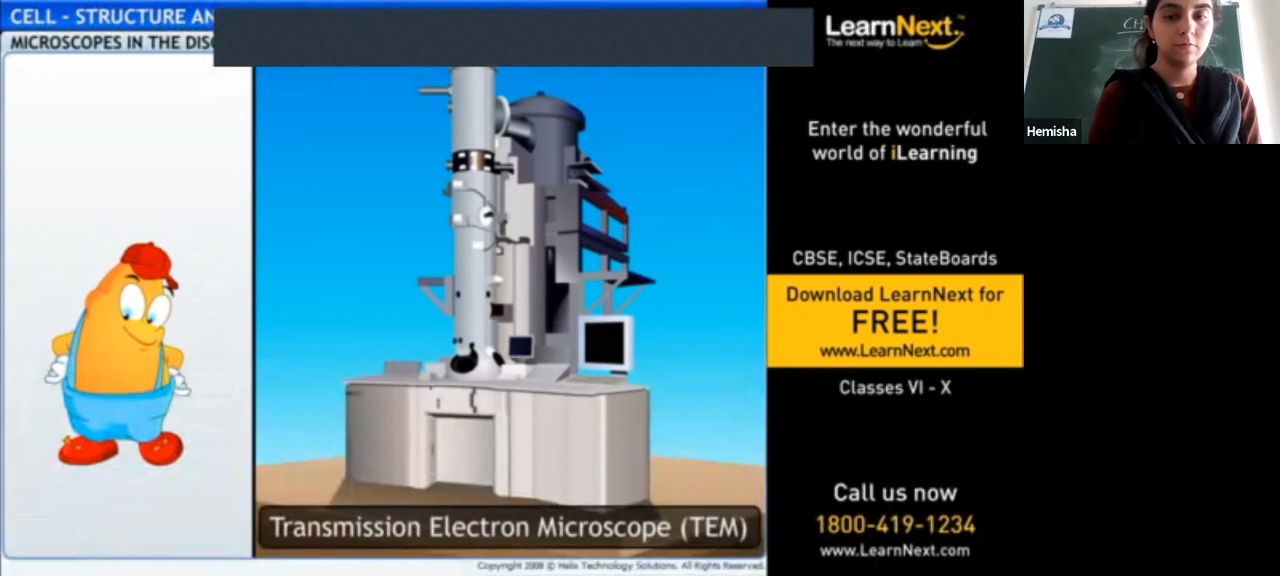 CELL - STRUCTURE AN
MICROSCOPES IN THE DISC
LearnNext.
The next way to Learn
Enter the wonderful
world of iLearning
CBSE, ICSE, StateBoards
Download LearnNext for
FREE!
www.LearnNext.com
Classes VI - X
Call us now
1800-419-1234
www.LearnNext.com
Transmission Electron Microscope (TEM)
Copyright 2008 © Helix Technology Solutions. All Rights Reserved.
Hemisha
CH